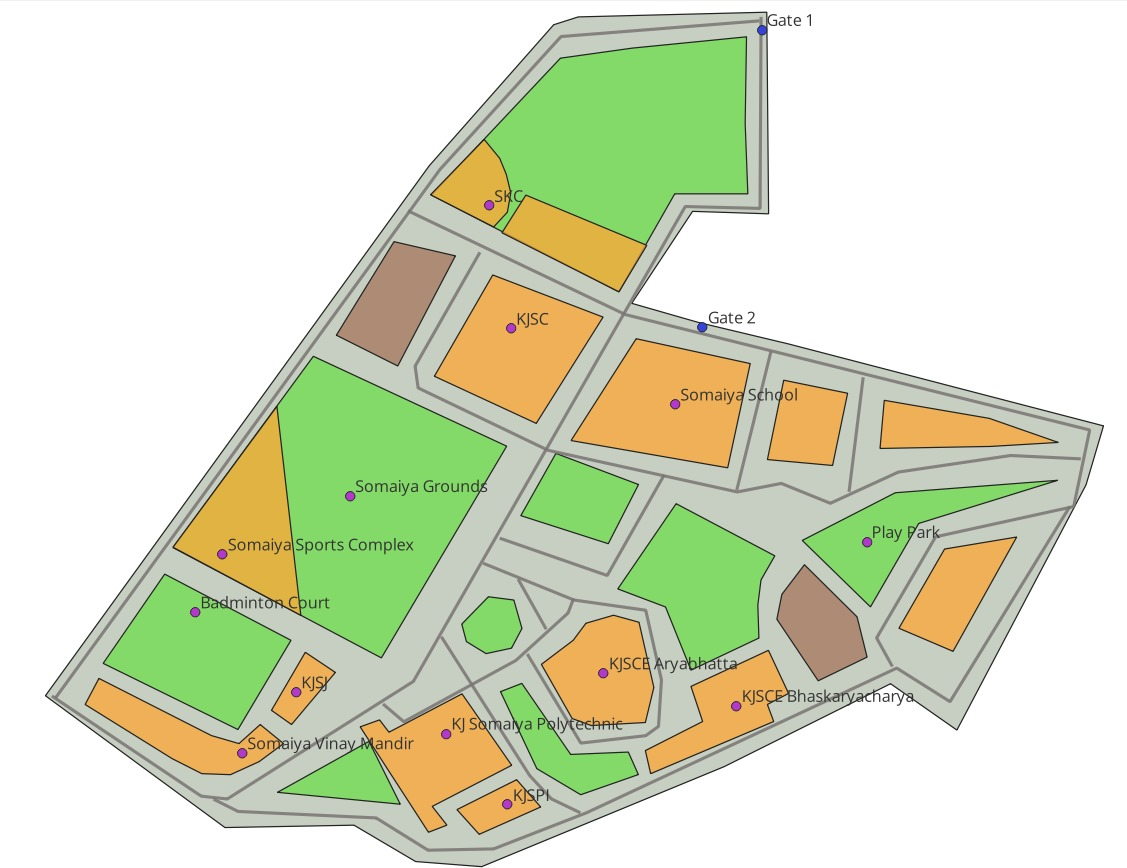 Gate 1
SKC
KJSC
Gate 2
Somaiya School
Somaiya Grounds
Somaiya Sports Complex
Play Park
Badminton Court
KJSCE Aryabhatta
KJSJ
KJSCE Bhaskaryacharya
KJ Somaiya Polytechnic
Somaiya Vinay Mandir
KJSPI